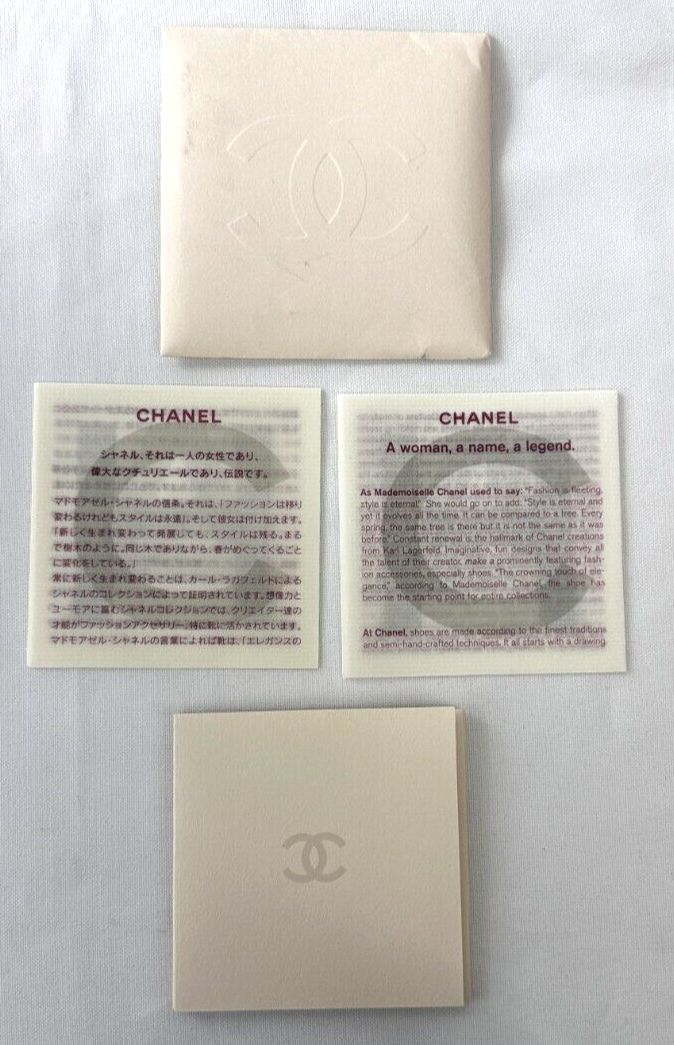 CHANEL
シャネル、それは一人の女性であり、
偉大なクチュリエールであり、伝説です。
マドモアゼル・シャネルの信条。それは、「ファッションは移り
変わるけれどもスタイルは永遠」。そして彼女は付け加えます。
「新しく生まれ変わって発展しても、スタイルは残る。まる
で樹木のように。同じ木でありながら、春がめぐってくるごと
に変化をしている。」
常に新しく生まれ変わることは、カール・ラガフェルドによる
シャネルのコレクションによって証明されています。想像力と
ユーモアに富むシャネルコレクションでは、クリエイター達の
才能がファッションアクセサリー、特に靴に活かされています。
マドモアゼル・シャネルの言葉によれば靴は、「エレガンスの
CHANEL
A woman, a name, a legend.
As Mademoiselle Chanel used to say: "Fashion is fleeting,
style is eternal". She would go on to add: "Style is eternal and
yet it evolves all the time. It can be compared to a tree. Every
spring, the same tree is there but it is not the same as it was
before." Constant renewal is the hallmark of Chanel creations
from Karl Lagerfeld. Imaginative, fun designs that convey all
the talent of their creator, make a prominently featuring fash-
ion accessories, especially shoes. "The crowning touch of ele-
gance," according to Mademoiselle Chanel, the shoe has
become the starting point for entire collections.
At Chanel, shoes are made according to the finest traditions
and semi-hand-crafted techniques. It all starts with a drawing.